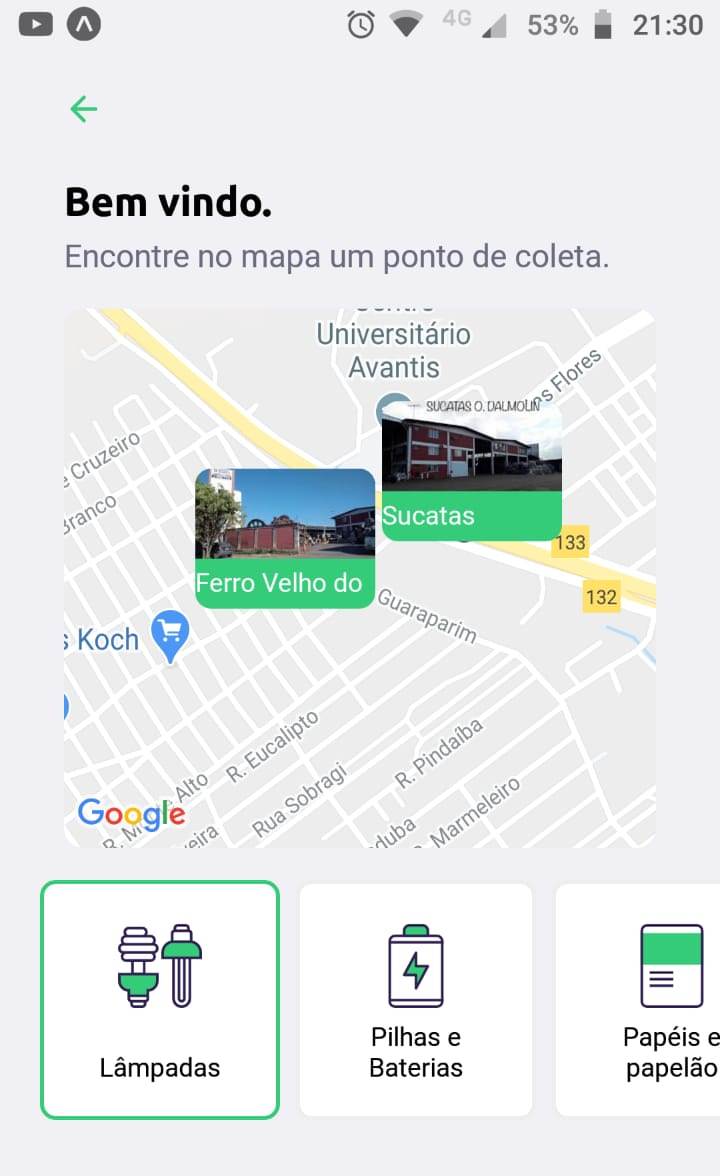 4G 53% 21:30
Bem vindo.
Encontre no mapa um ponto de coleta.
Centro
Universitário
Avantis
s Flores
SUCATAS O. DALMOLIN
Cruzeiro
Branco
Sucatas
133
Ferro Velho do
132
Guaraparim
s Koch
R. Eucalipto
R. Pindaíba
Alto
Rua Sobragi
Google
R. Marmeleiro
eira
duba
Lâmpadas
Pilhas e
Baterias
Papéis e
papelão